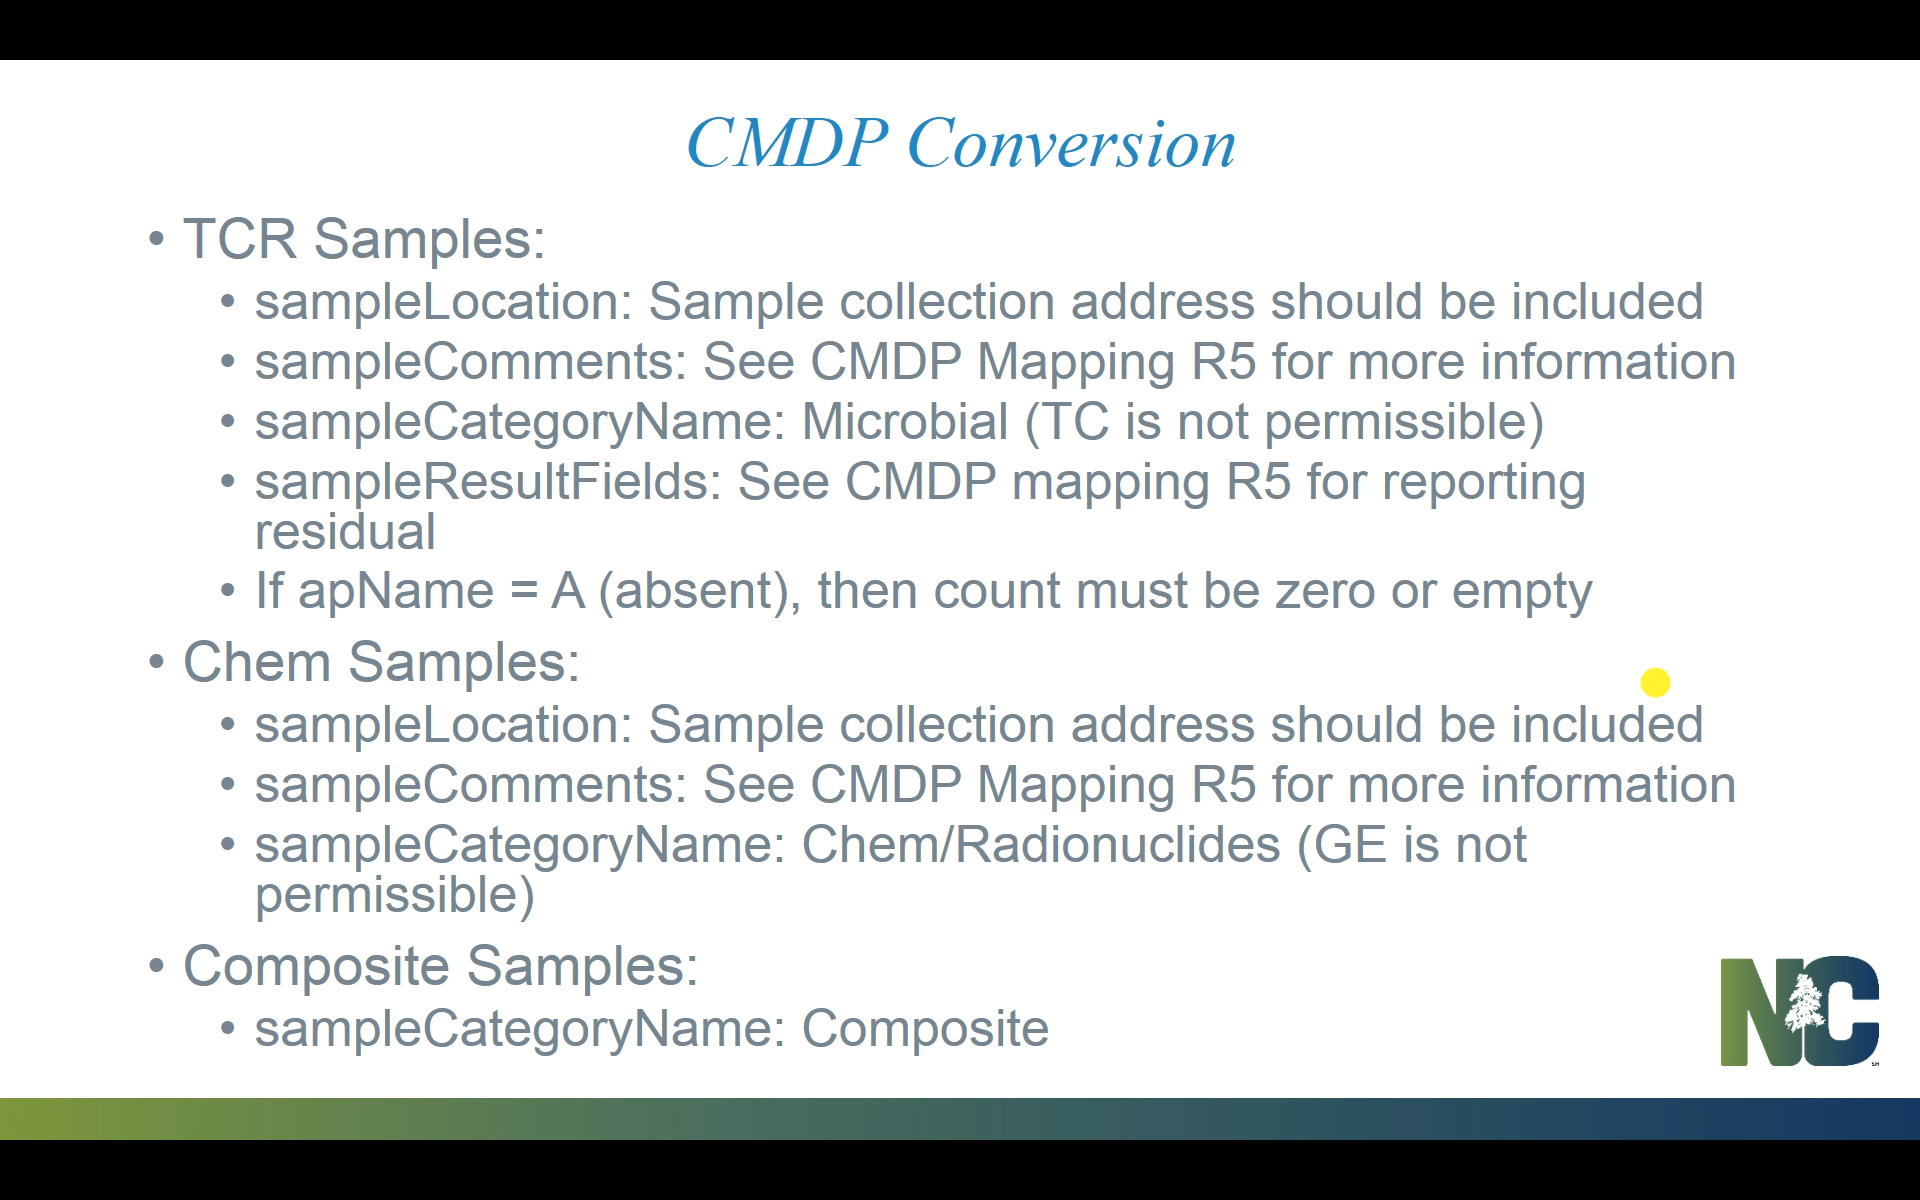 CMDP Conversion
• TCR Samples:
• sampleLocation: Sample collection address should be included
• sampleComments: See CMDP Mapping R5 for more information
• sampleCategoryName: Microbial (TC is not permissible)
• sampleResultFields: See CMDP mapping R5 for reporting
residual
• If apName = A (absent), then count must be zero or empty
• Chem Samples:
• sampleLocation: Sample collection address should be included
• sampleComments: See CMDP Mapping R5 for more information
• sampleCategoryName: Chem/Radionuclides (GE is not
permissible)
• Composite Samples:
• sampleCategoryName: Composite
NC